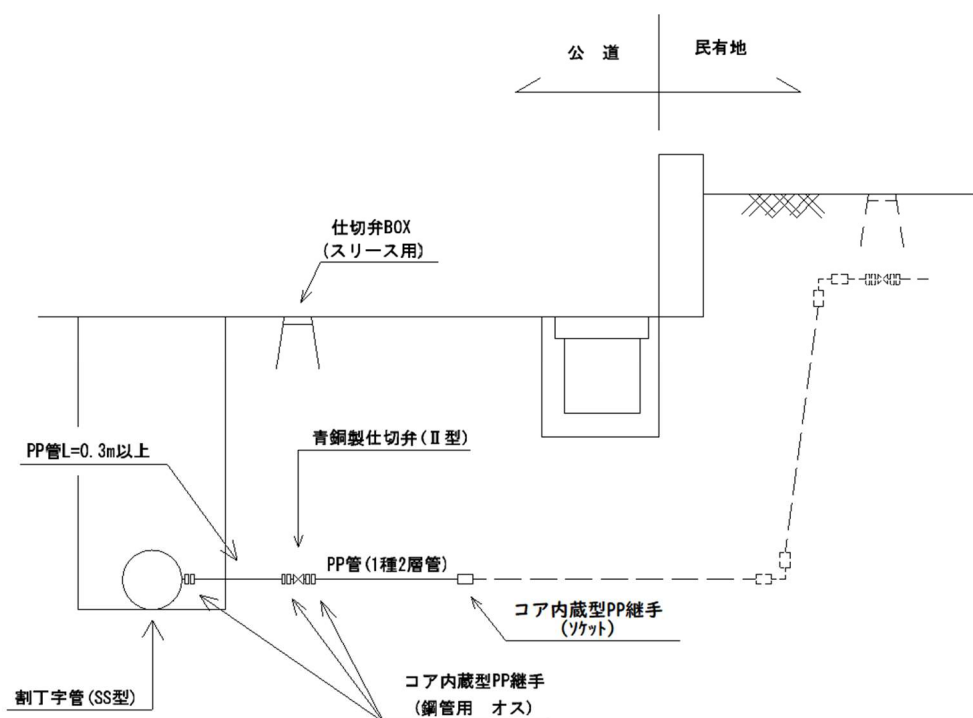 公　道
民有地
仕切弁BOX
(スリース用)
青銅製仕切弁(Ⅱ型)
PP管L=0.3m以上
PP管(1種2層管)
コア内蔵型PP継手
(ソケット)
コア内蔵型PP継手
(鋼管用　オス)
割丁字管(SS型)